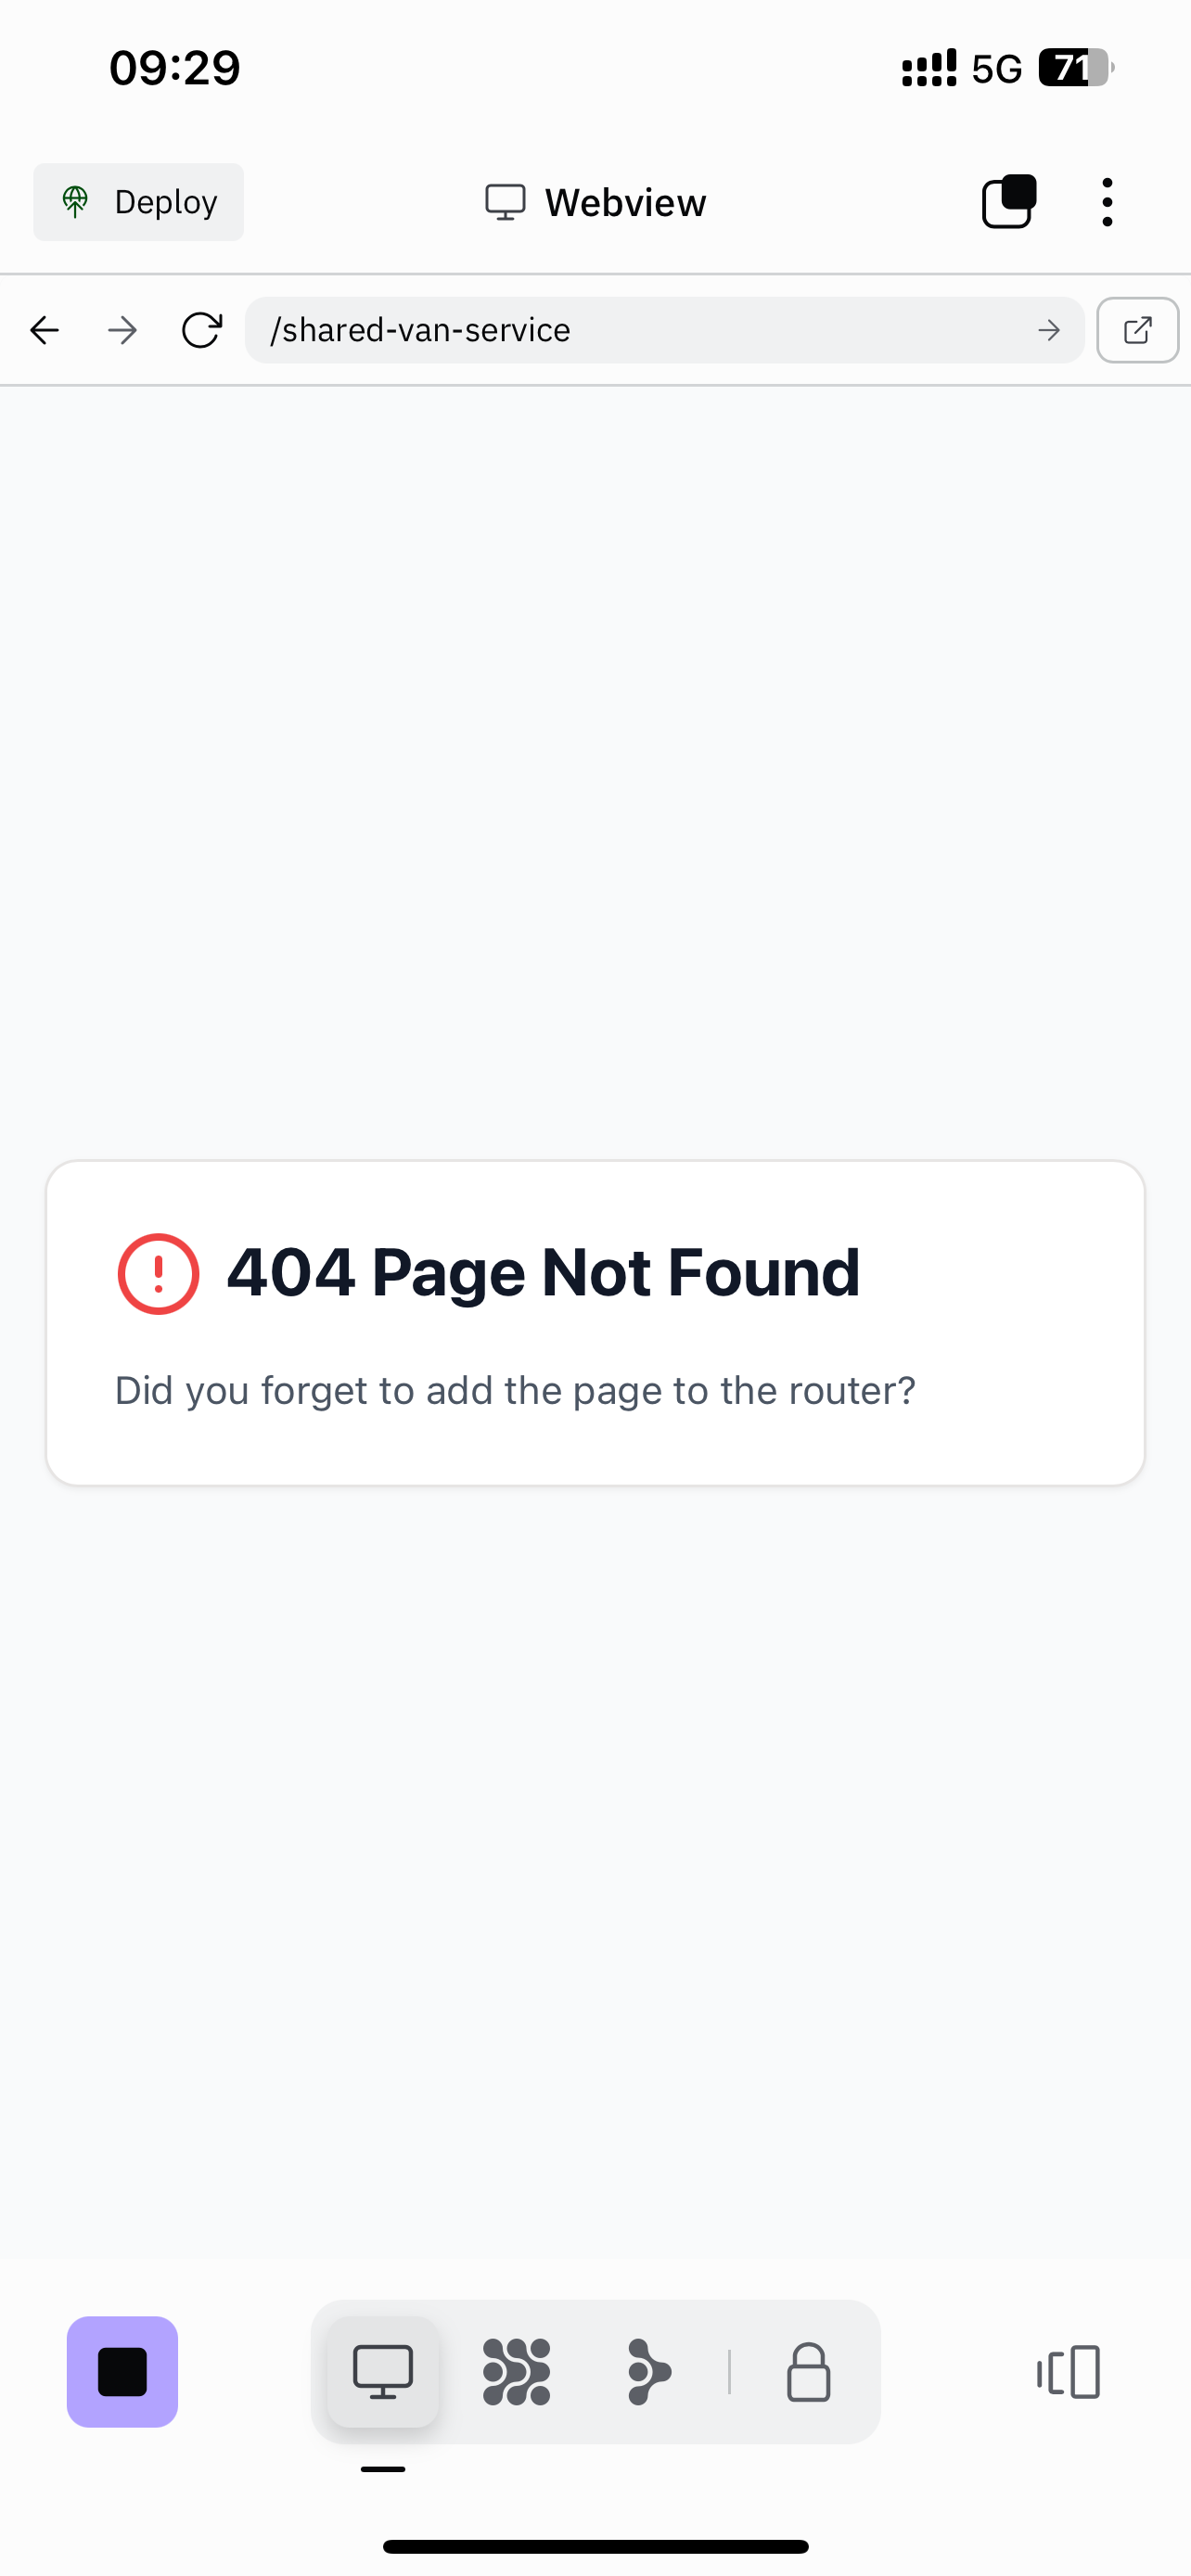 09:29
5G 71
Deploy
Webview
/shared-van-service
404 Page Not Found
Did you forget to add the page to the router?